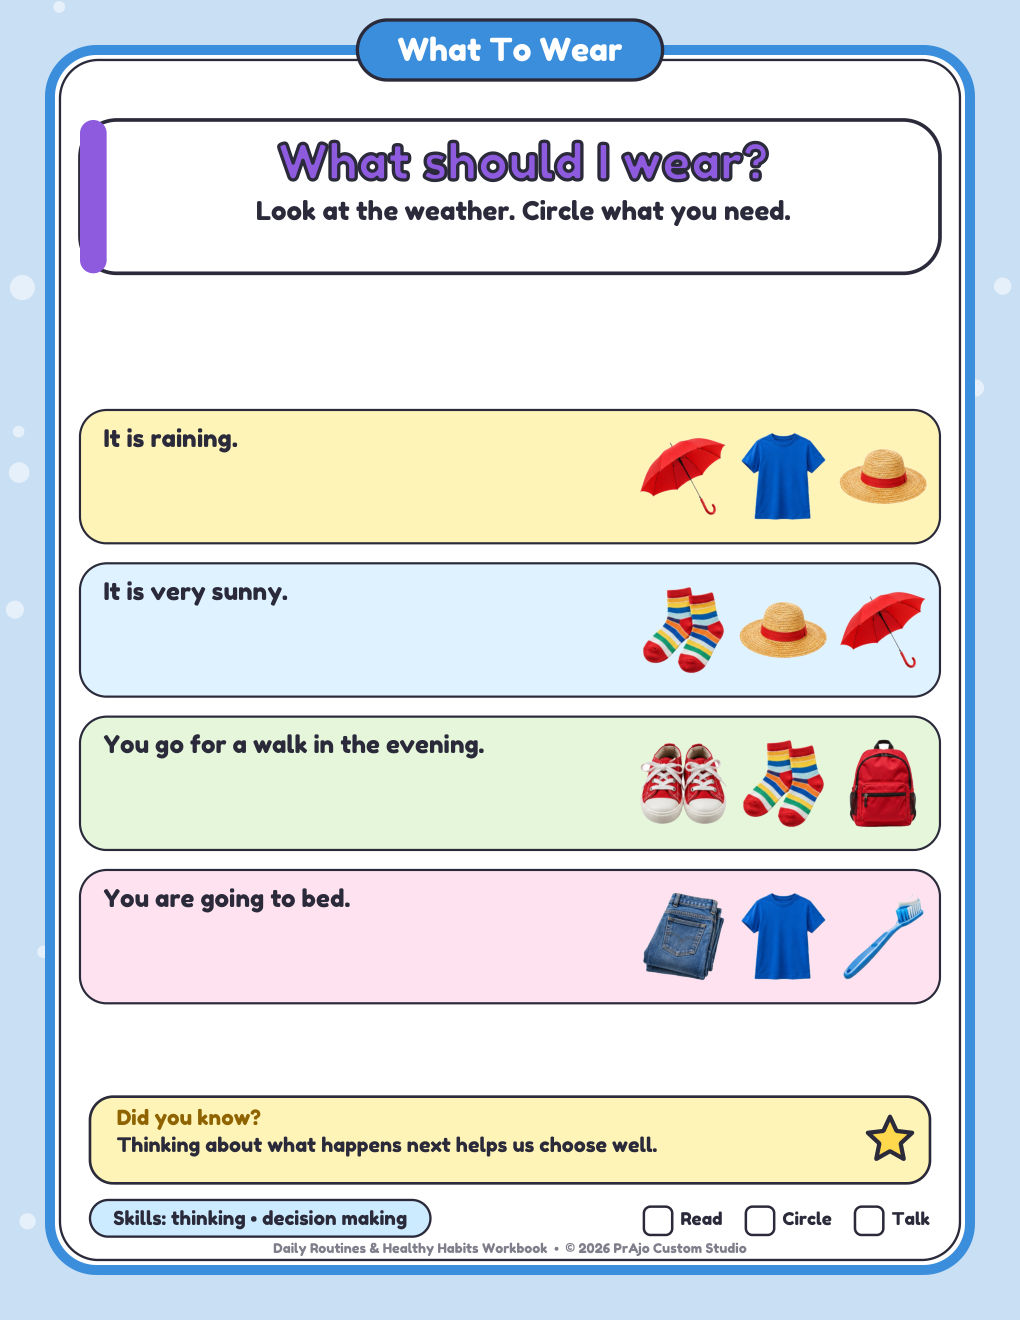 What To Wear
What should I wear?
Look at the weather. Circle what you need.
It is raining.
It is very sunny.
You go for a walk in the evening.
You are going to bed.
Did you know?
Thinking about what happens next helps us choose well.
Skills: thinking • decision making
Read Circle Talk
Daily Routines & Healthy Habits Workbook • © 2026 PrAjo Custom Studio